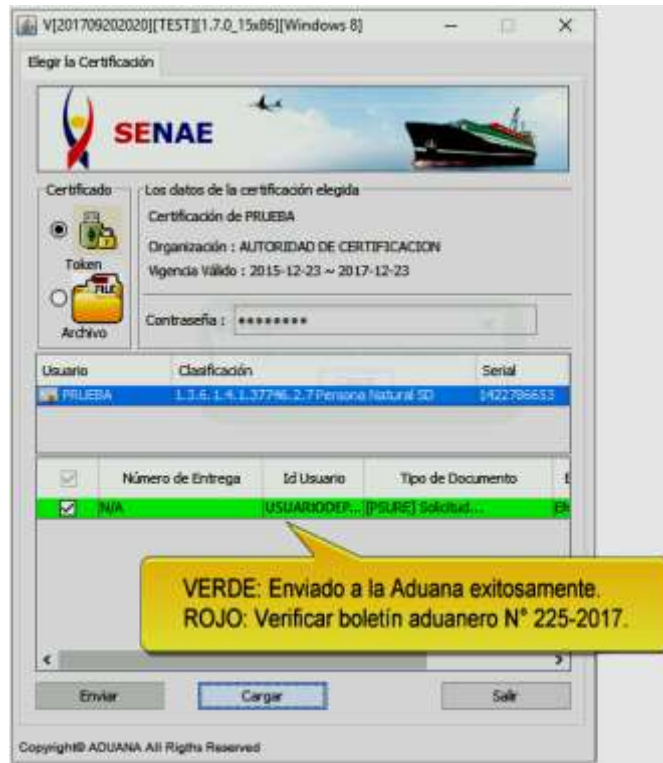 V[201709202020][TEST][1.7.0_15x86][Windows 8]
Elegir la Certificación
SENAE
Certificado
Los datos de la certificación elegida
Certificación de PRUEBA
Organización : AUTORIDAD DE CERTIFICACION
Token
Vigencia Válido : 2015-12-23 ~ 2017-12-23
FILE
Archivo
Contraseña : ********
Usuario Clasificación Serial
PRUEBA 1.3.6.1.4.1.37746.2.7 Persona Natural SD 1422786653
Número de Entrega Id Usuario Tipo de Documento E
N/A USUARIODEP... [PSURE] Solicitud...
VERDE: Enviado a la Aduana exitosamente.
ROJO: Verificar boletín aduanero N° 225-2017.
Enviar Cargar Salir
Copyright© ADUANA All Rigths Reserved